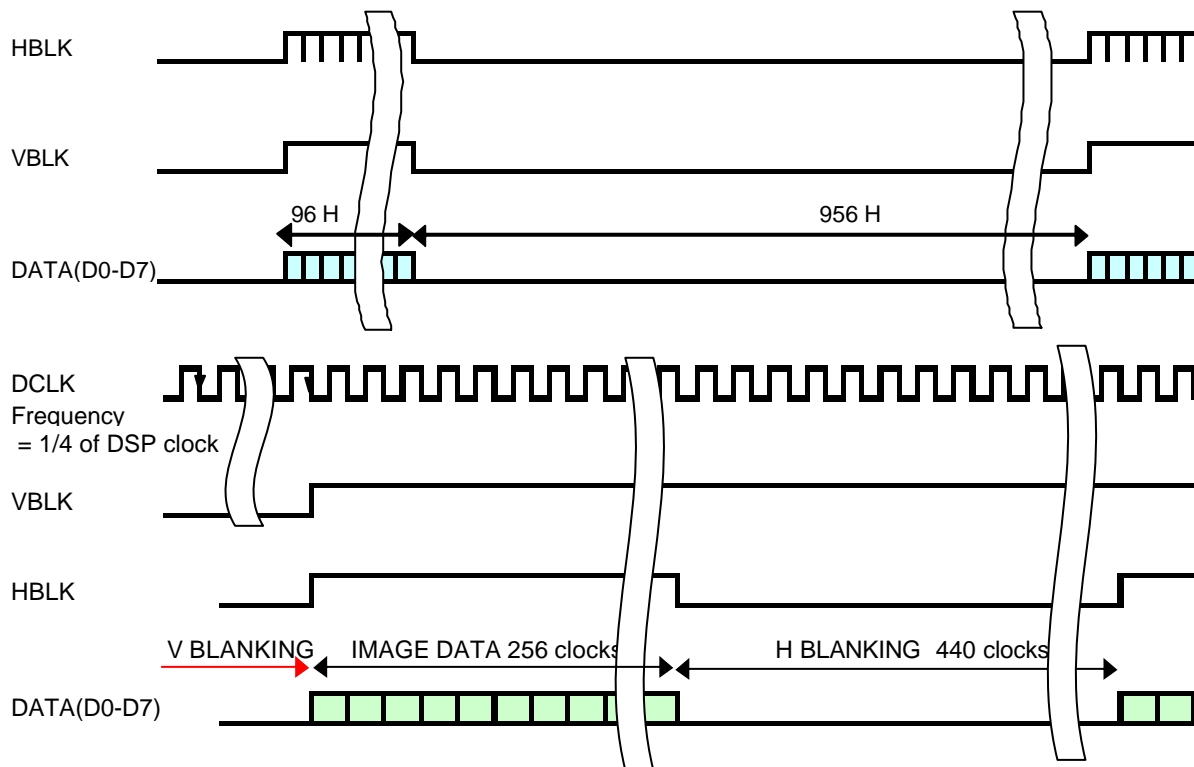 HBLK
VBLK
96 H
956 H
DATA(D0-D7)
DCLK
Frequency
= 1/4 of DSP clock
VBLK
HBLK
V BLANKING
IMAGE DATA 256 clocks
H BLANKING 440 clocks
DATA(D0-D7)